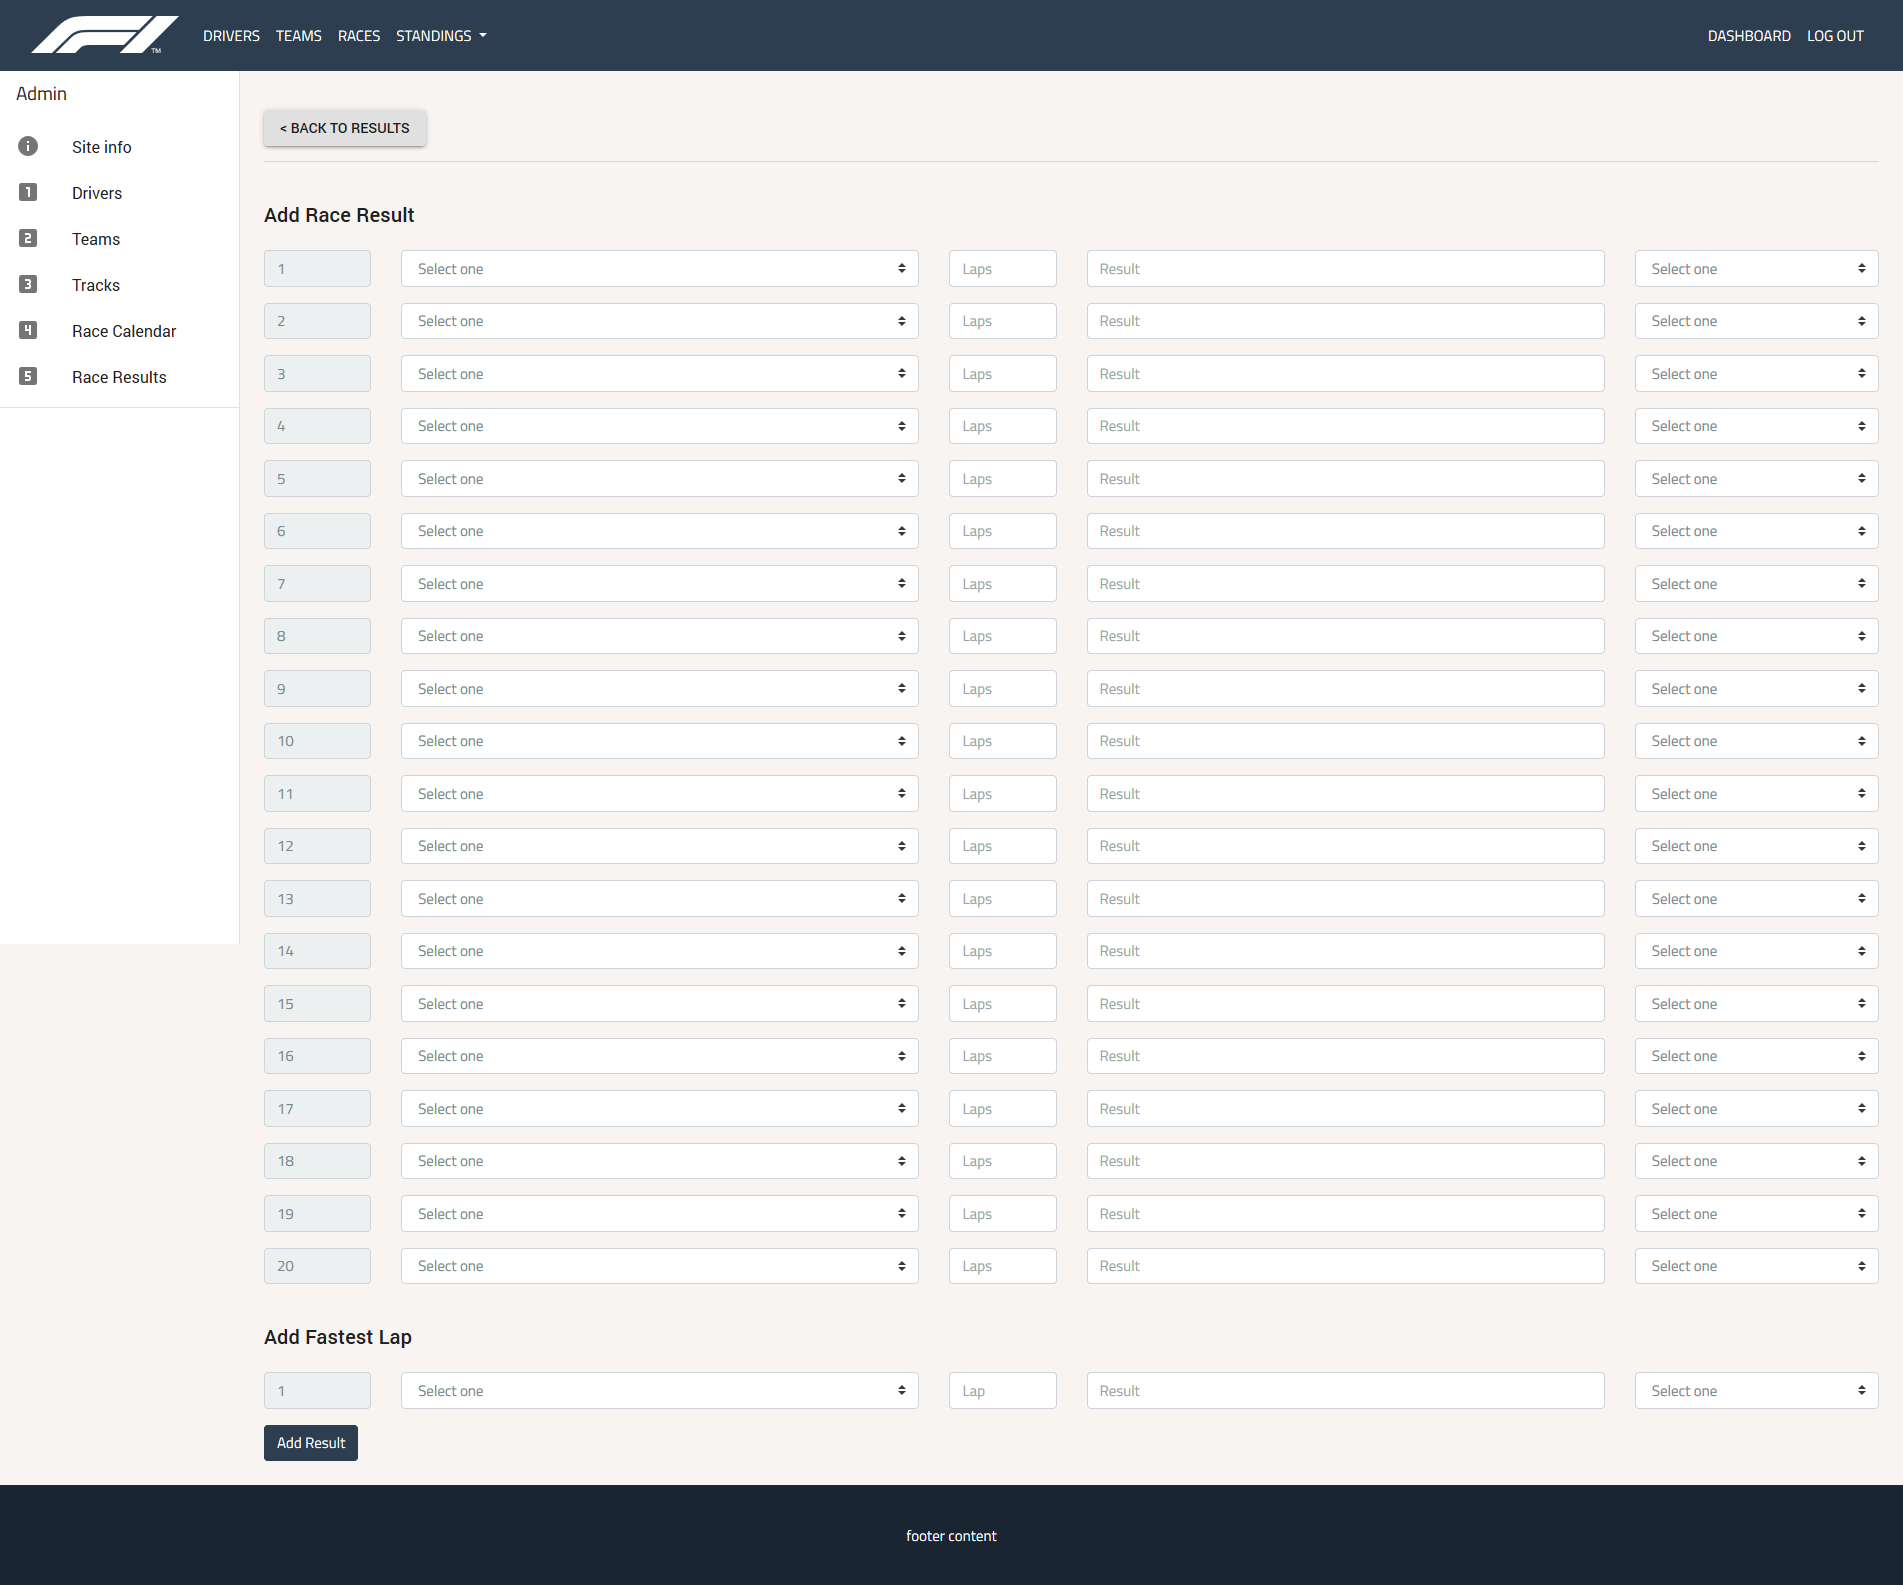 F1 TM DRIVERS TEAMS RACES STANDINGS DASHBOARD LOG OUT
Admin
Site info
1 Drivers
2 Teams
3 Tracks
4 Race Calendar
5 Race Results
< BACK TO RESULTS
Add Race Result
1 Select one Laps Result Select one
2 Select one Laps Result Select one
3 Select one Laps Result Select one
4 Select one Laps Result Select one
5 Select one Laps Result Select one
6 Select one Laps Result Select one
7 Select one Laps Result Select one
8 Select one Laps Result Select one
9 Select one Laps Result Select one
10 Select one Laps Result Select one
11 Select one Laps Result Select one
12 Select one Laps Result Select one
13 Select one Laps Result Select one
14 Select one Laps Result Select one
15 Select one Laps Result Select one
16 Select one Laps Result Select one
17 Select one Laps Result Select one
18 Select one Laps Result Select one
19 Select one Laps Result Select one
20 Select one Laps Result Select one
Add Fastest Lap
1 Select one Lap Result Select one
Add Result
footer content